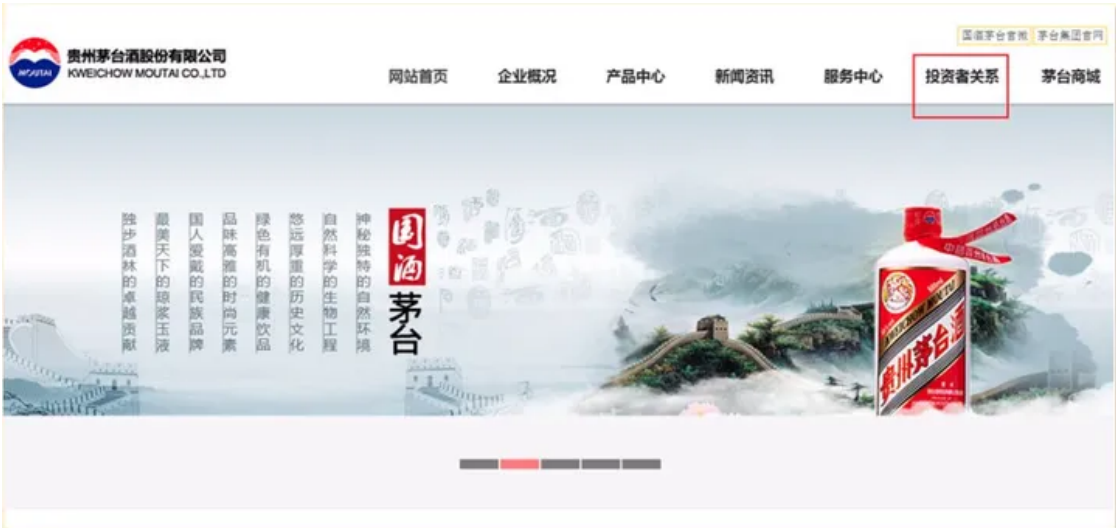 国酒茅台官微 茅台集团官网
贵州茅台酒股份有限公司
KWEICHOW MOUTAI CO.,LTD
MOUTAI
网站首页 企业概况 产品中心 新闻资讯 服务中心 投资者关系 茅台商城
国酒
茅台
神秘独特的自然环境
自然科学的生物工程
悠远厚重的历史文化
绿色有机的健康饮品
品味高雅的时尚元素
国人爱戴的民族品牌
最美天下的琼浆玉液
独步酒林的卓越贡献
贵州茅台酒